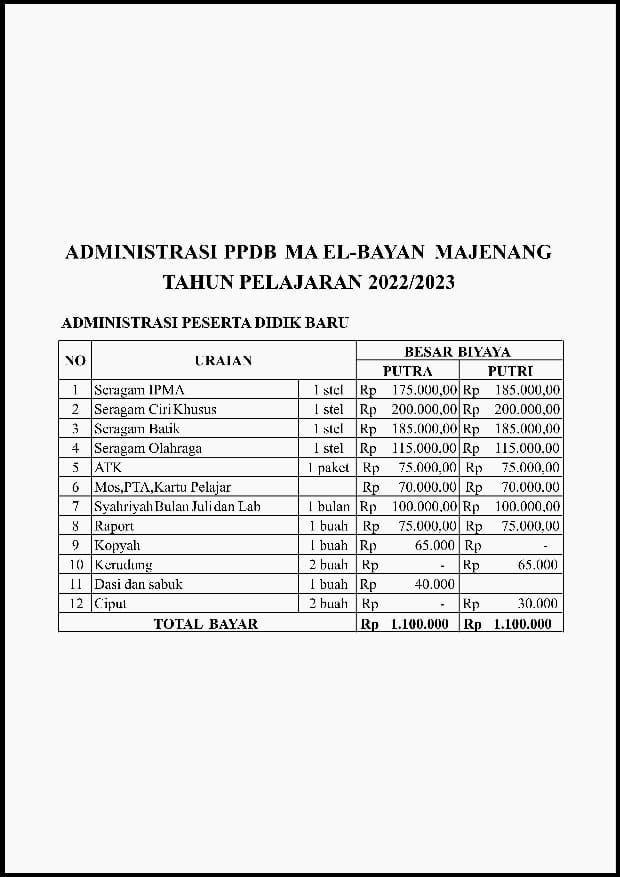 ADMINISTRASI PPDB MA EL-BAYAN MAJENANG
TAHUN PELAJARAN 2022/2023
ADMINISTRASI PESERTA DIDIK BARU
NO URAIAN BESAR BIYAYA
PUTRA PUTRI
1 Seragam IPMA 1 stel Rp 175.000,00 Rp 185.000,00
2 Seragam Ciri Khusus 1 stel Rp 200.000,00 Rp 200.000,00
3 Seragam Batik 1 stel Rp 185.000,00 Rp 185.000,00
4 Seragam Olahraga 1 stel Rp 115.000,00 Rp 115.000,00
5 ATK 1 paket Rp 75.000,00 Rp 75.000,00
6 Mos,PTA,Kartu Pelajar Rp 70.000,00 Rp 70.000,00
7 Syahriyah Bulan Juli dan Lab 1 bulan Rp 100.000,00 Rp 100.000,00
8 Raport 1 buah Rp 75.000,00 Rp 75.000,00
9 Kopyah 1 buah Rp 65.000 Rp -
10 Kerudung 2 buah Rp - Rp 65.000
11 Dasi dan sabuk 1 buah Rp 40.000
12 Ciput 2 buah Rp - Rp 30.000
TOTAL BAYAR Rp 1.100.000 Rp 1.100.000